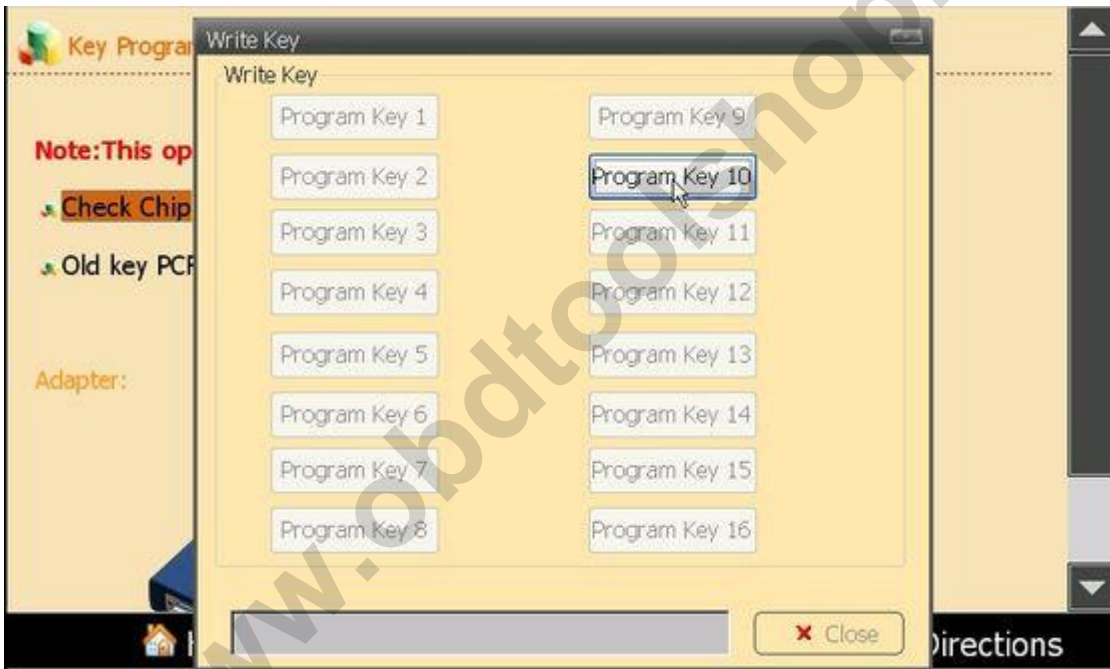 Key Progra
Write Key
Write Key
Program Key 1
Program Key 9
Note:This op
Program Key 2
Program Key 10
Check Chip
Program Key 3
Program Key 11
Old key PCF
Program Key 4
Program Key 12
Program Key 5
Program Key 13
Adapter:
Program Key 6
Program Key 14
Program Key 7
Program Key 15
Program Key 8
Program Key 16
Close
Directions
www.obdtoolshop